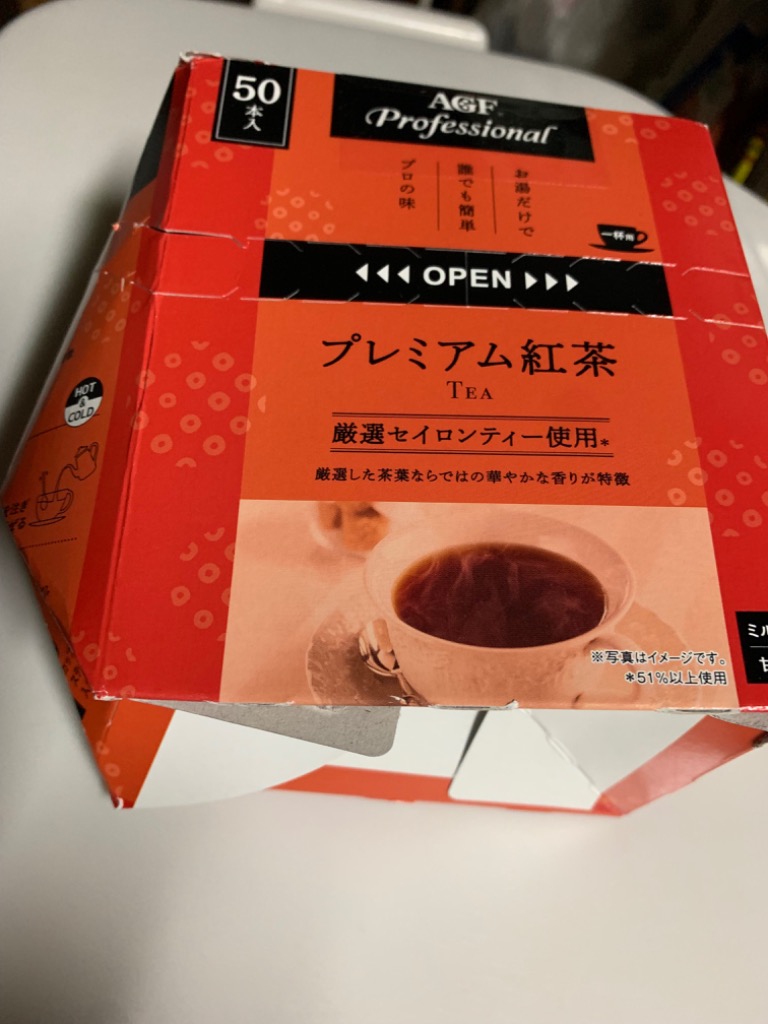 50
本入
AGF
Professional
お湯だけで
誰でも簡単
プロの味
一杯用
OPEN
プレミアム紅茶
TEA
厳選セイロンティー使用*
厳選した茶葉ならではの華やかな香りが特徴
HOT
&
COLD
※写真はイメージです。
*51%以上使用
ミル
甘